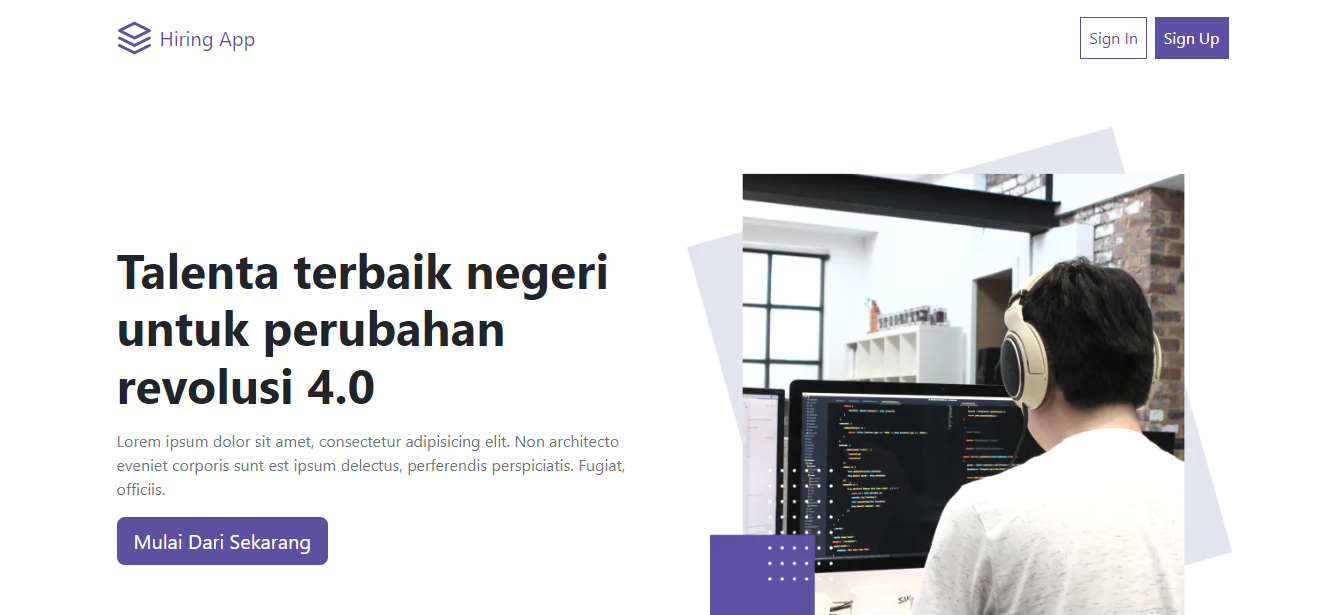 Hiring App
Sign In
Sign Up
Talenta terbaik negeri
untuk perubahan
revolusi 4.0
Lorem ipsum dolor sit amet, consectetur adipisicing elit. Non architecto
eveniet corporis sunt est ipsum delectus, perferendis perspiciatis. Fugiat,
officiis.
Mulai Dari Sekarang